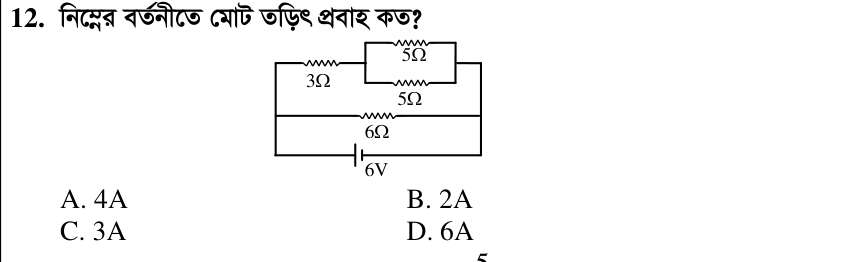 12. নিম্নের বর্তনীতে মোট তড়িৎ প্রবাহ কত?
5Ω
3Ω
5Ω
6Ω
6V
A. 4A B. 2A
C. 3A D. 6A